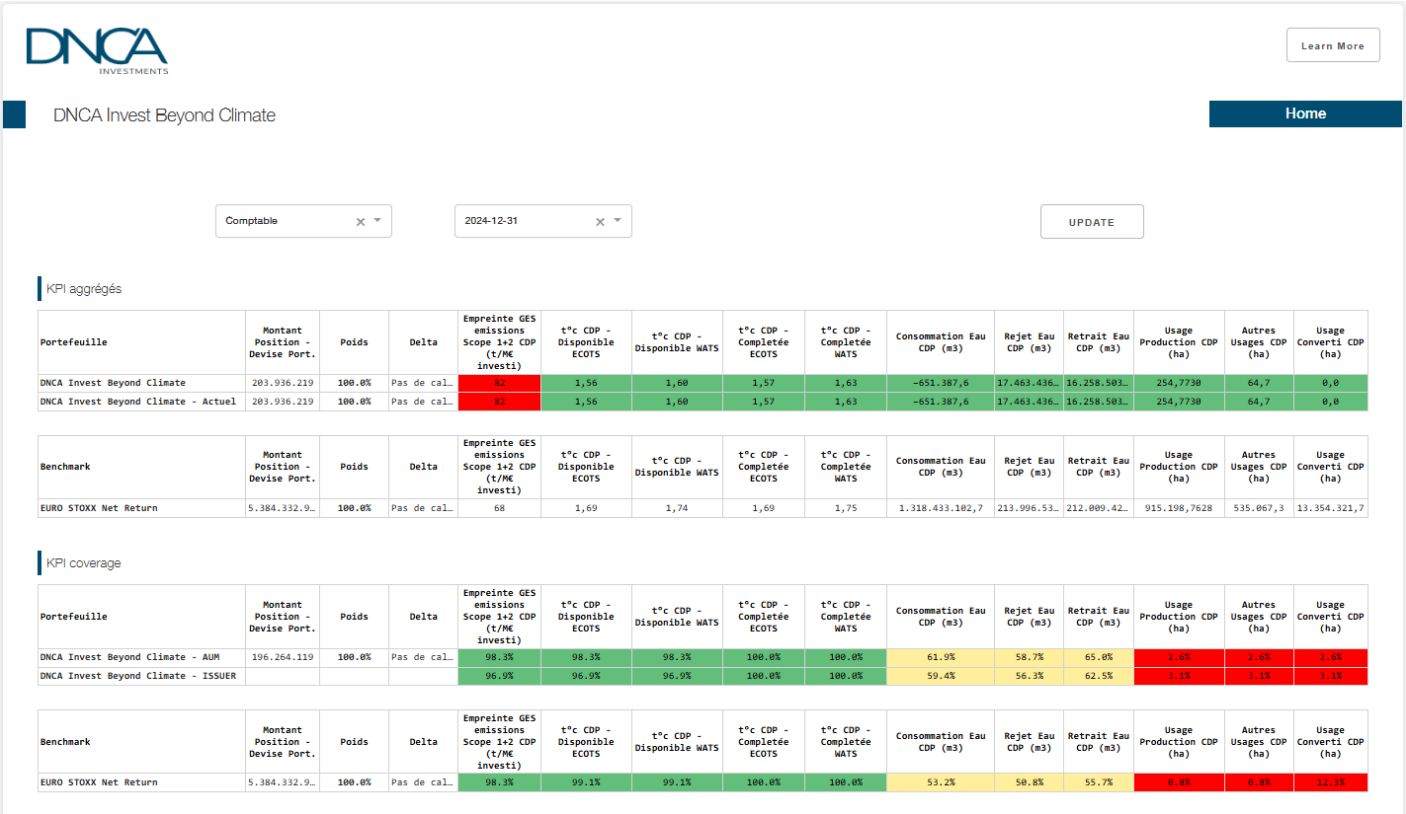 DNCA
INVESTMENTS
Learn More
DNCA Invest Beyond Climate
Home
Comptable
2024-12-31
UPDATE
KPI aggrégés
Portefeuille Montant Position - Devise Port. Poids Delta Empreinte GES emissions Scope 1+2 CDP (t/M€ investi) t°c CDP - Disponible ECOTS t°c CDP - Disponible WATS t°c CDP - Completée ECOTS t°c CDP - Completée WATS Consommation Eau CDP (m3) Rejet Eau CDP (m3) Retrait Eau CDP (m3) Usage Production CDP (ha) Autres Usages CDP (ha) Usage Converti CDP (ha)
DNCA Invest Beyond Climate 203.936.219 100.0% Pas de cal… 82 1,56 1,60 1,57 1,63 -651.387,6 17.463.436… 16.258.503… 254,7730 64,7 0,0
DNCA Invest Beyond Climate - Actuel 203.936.219 100.0% Pas de cal… 82 1,56 1,60 1,57 1,63 -651.387,6 17.463.436… 16.258.503… 254,7730 64,7 0,0
Benchmark Montant Position - Devise Port. Poids Delta Empreinte GES emissions Scope 1+2 CDP (t/M€ investi) t°c CDP - Disponible ECOTS t°c CDP - Disponible WATS t°c CDP - Completée ECOTS t°c CDP - Completée WATS Consommation Eau CDP (m3) Rejet Eau CDP (m3) Retrait Eau CDP (m3) Usage Production CDP (ha) Autres Usages CDP (ha) Usage Converti CDP (ha)
EURO STOXX Net Return 5.384.332.9… 100.0% Pas de cal… 68 1,69 1,74 1,69 1,75 1.318.433.102,7 213.996.53… 212.009.42… 915.198,7628 535.067,3 13.354.321,7
KPI coverage
Portefeuille Montant Position - Devise Port. Poids Delta Empreinte GES emissions Scope 1+2 CDP (t/M€ investi) t°c CDP - Disponible ECOTS t°c CDP - Disponible WATS t°c CDP - Completée ECOTS t°c CDP - Completée WATS Consommation Eau CDP (m3) Rejet Eau CDP (m3) Retrait Eau CDP (m3) Usage Production CDP (ha) Autres Usages CDP (ha) Usage Converti CDP (ha)
DNCA Invest Beyond Climate - AUM 196.264.119 100.0% Pas de cal… 98.3% 98.3% 98.3% 100.0% 100.0% 61.9% 58.7% 65.0% 2.6% 2.6% 2.6%
DNCA Invest Beyond Climate - ISSUER 96.9% 96.9% 96.9% 100.0% 100.0% 59.4% 56.3% 62.5% 3.1% 3.1% 3.1%
Benchmark Montant Position - Devise Port. Poids Delta Empreinte GES emissions Scope 1+2 CDP (t/M€ investi) t°c CDP - Disponible ECOTS t°c CDP - Disponible WATS t°c CDP - Completée ECOTS t°c CDP - Completée WATS Consommation Eau CDP (m3) Rejet Eau CDP (m3) Retrait Eau CDP (m3) Usage Production CDP (ha) Autres Usages CDP (ha) Usage Converti CDP (ha)
EURO STOXX Net Return 5.384.332.9… 100.0% Pas de cal… 98.3% 99.1% 99.1% 100.0% 100.0% 53.2% 50.8% 55.7% 0.8% 0.8% 12.3%